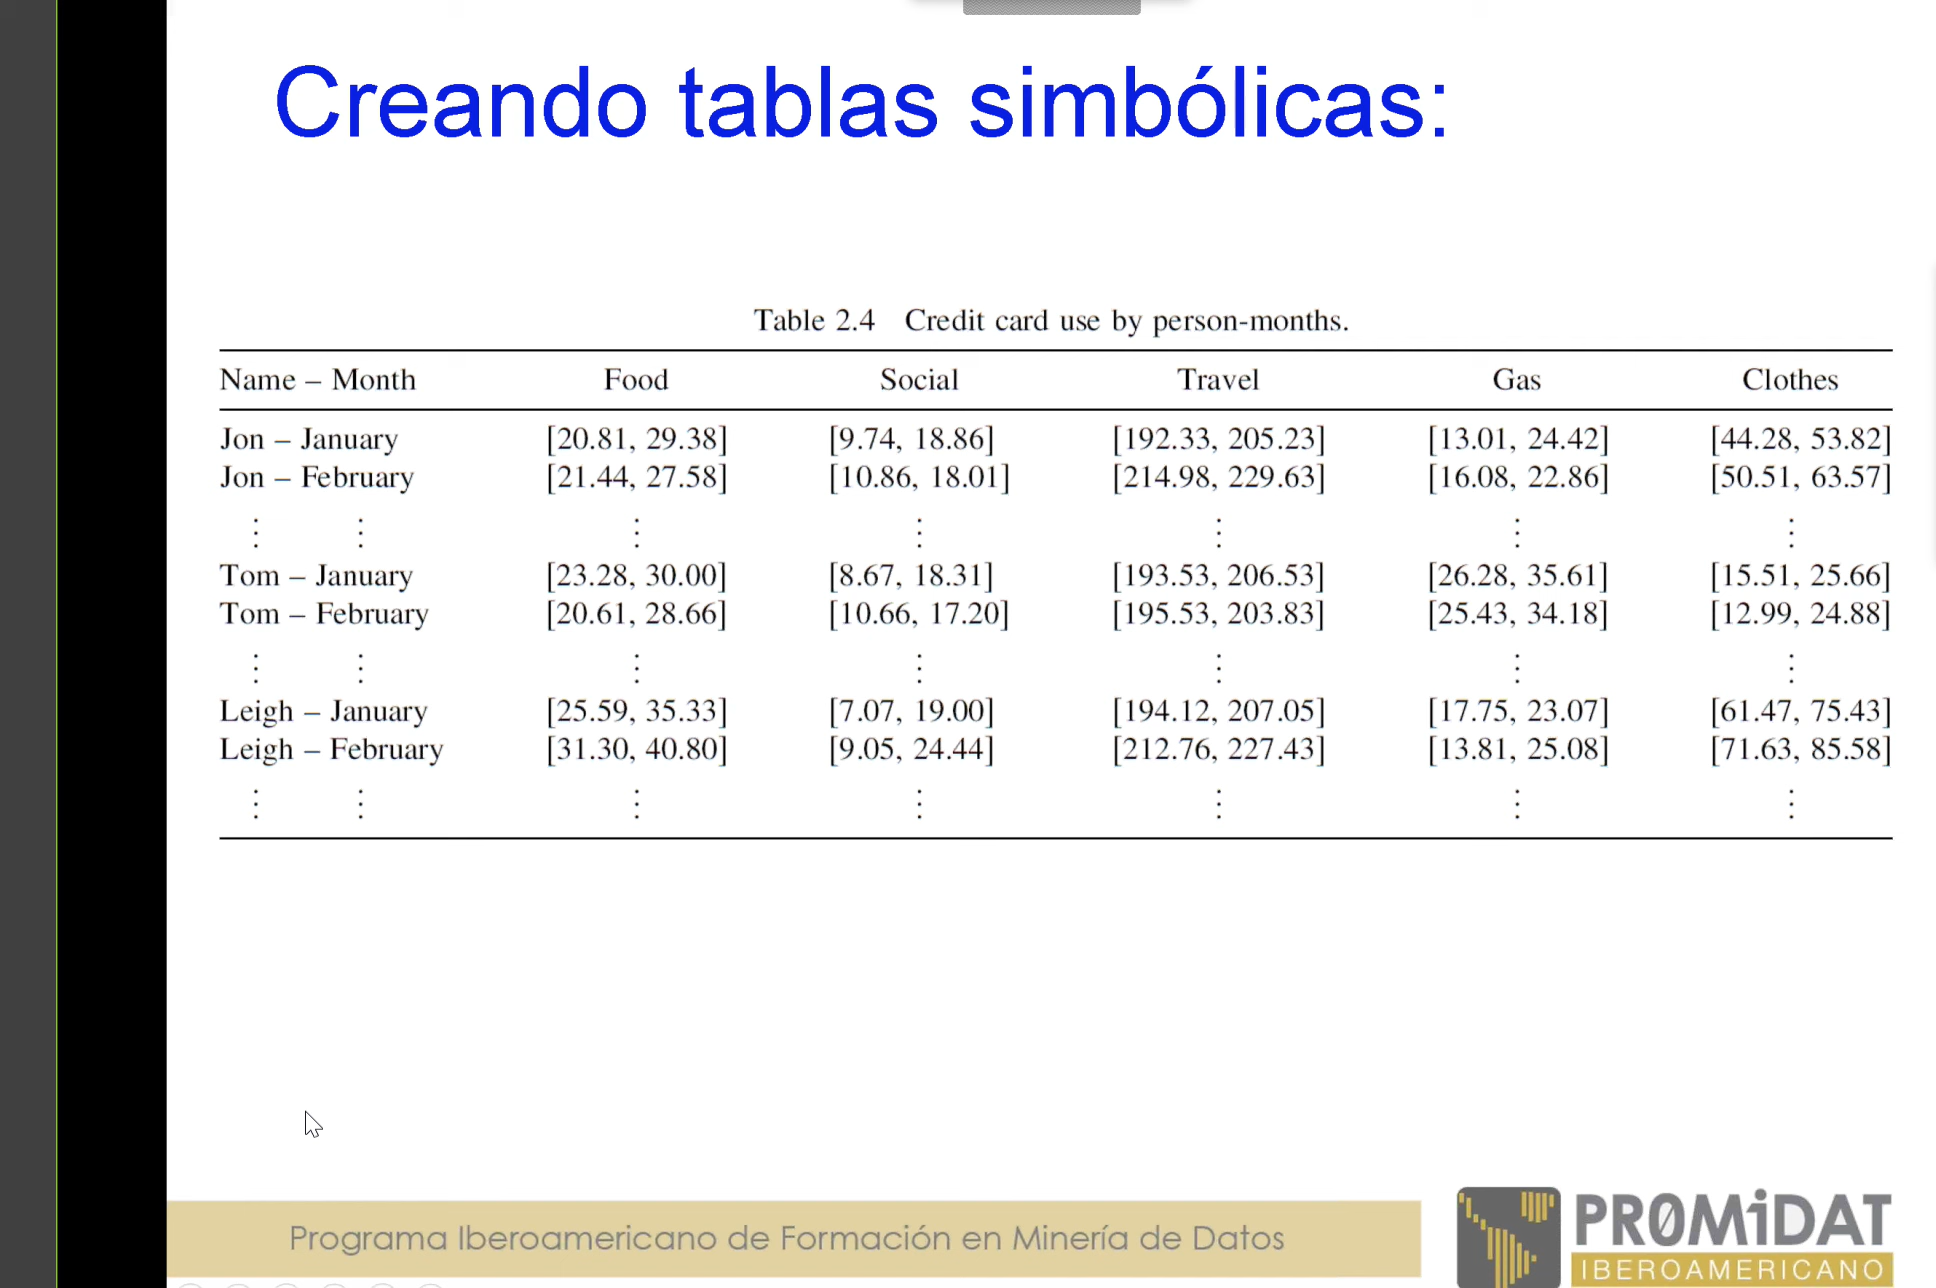 Creando tablas simbólicas:
Table 2.4 Credit card use by person-months.
Name – Month Food Social Travel Gas Clothes
Jon – January [20.81, 29.38] [9.74, 18.86] [192.33, 205.23] [13.01, 24.42] [44.28, 53.82]
Jon – February [21.44, 27.58] [10.86, 18.01] [214.98, 229.63] [16.08, 22.86] [50.51, 63.57]
⋮ ⋮ ⋮ ⋮ ⋮ ⋮ ⋮
Tom – January [23.28, 30.00] [8.67, 18.31] [193.53, 206.53] [26.28, 35.61] [15.51, 25.66]
Tom – February [20.61, 28.66] [10.66, 17.20] [195.53, 203.83] [25.43, 34.18] [12.99, 24.88]
⋮ ⋮ ⋮ ⋮ ⋮ ⋮ ⋮
Leigh – January [25.59, 35.33] [7.07, 19.00] [194.12, 207.05] [17.75, 23.07] [61.47, 75.43]
Leigh – February [31.30, 40.80] [9.05, 24.44] [212.76, 227.43] [13.81, 25.08] [71.63, 85.58]
⋮ ⋮ ⋮ ⋮ ⋮ ⋮ ⋮
Programa Iberoamericano de Formación en Minería de Datos
PR0MiDAT
IBEROAMERICANO